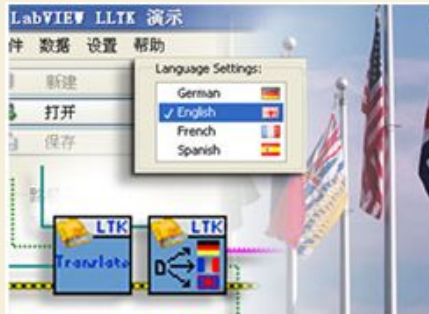 LabVIEW LLTK 演示
件 数据 设置 帮助
新建
打开
保存
Language Settings:
German
✓ English
French
Spanish
LTK
Translate
LTK
D